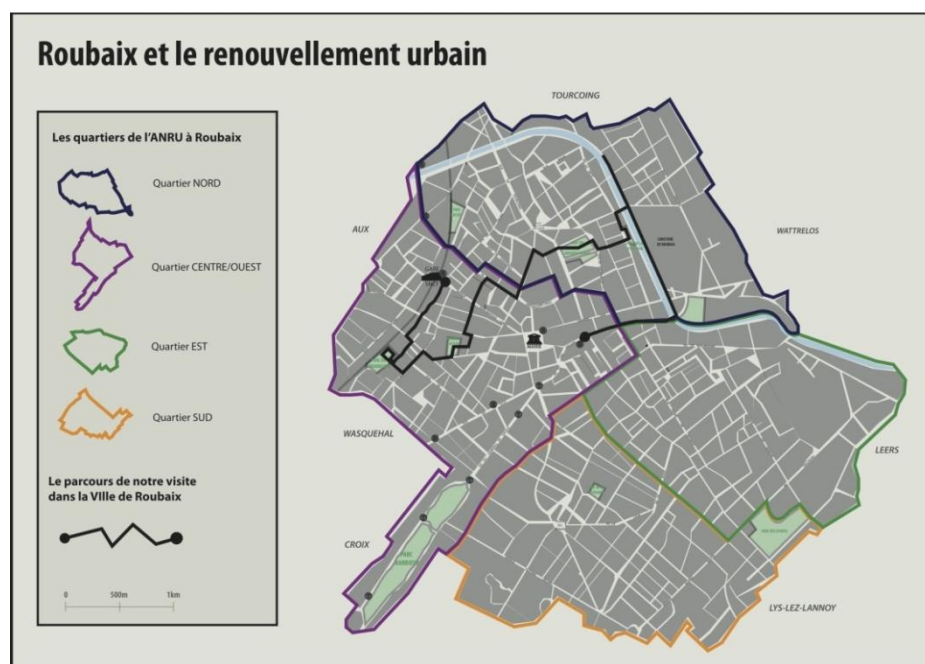 Roubaix et le renouvellement urbain
Les quartiers de l'ANRU à Roubaix
Quartier NORD
Quartier CENTRE/OUEST
Quartier EST
Quartier SUD
Le parcours de notre visite
dans la VIlle de Roubaix
0 500m 1km
TOURCOING
AUX
WATTRELOS
GARE
WASQUEHAL
LEERS
CROIX
PARC
LYS-LEZ-LANNOY